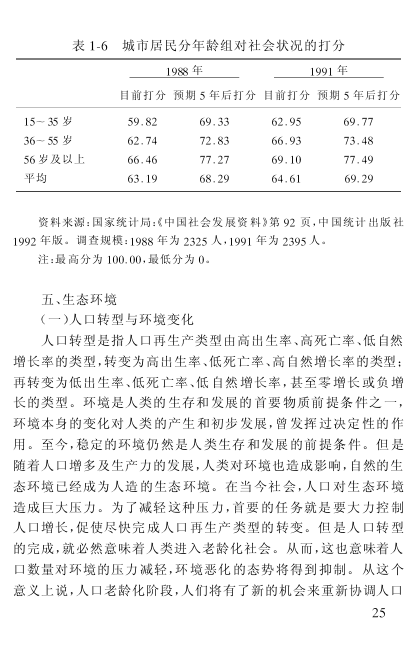 表 1-6 城市居民分年龄组对社会状况的打分
1988 年 1991 年
目前打分 预期 5 年后打分 目前打分 预期 5 年后打分
15～35 岁 59.82 69.33 62.95 69.77
36～55 岁 62.74 72.83 66.93 73.48
56 岁及以上 66.46 77.27 69.10 77.49
平均 63.19 68.29 64.61 69.29
资料来源:国家统计局:《中国社会发展资料》第 92 页,中国统计出版社
1992 年版。调查规模:1988 年为 2325 人,1991 年为 2395 人。
注:最高分为 100.00,最低分为 0。
五、生态环境
(一)人口转型与环境变化
人口转型是指人口再生产类型由高出生率、高死亡率、低自然
增长率的类型,转变为高出生率、低死亡率、高自然增长率的类型;
再转变为低出生率、低死亡率、低自然增长率,甚至零增长或负增
长的类型。环境是人类的生存和发展的首要物质前提条件之一,
环境本身的变化对人类的产生和初步发展,曾发挥过决定性的作
用。至今,稳定的环境仍然是人类生存和发展的前提条件。但是
随着人口增多及生产力的发展,人类对环境也造成影响,自然的生
态环境已经成为人造的生态环境。在当今社会,人口对生态环境
造成巨大压力。为了减轻这种压力,首要的任务就是要大力控制
人口增长,促使尽快完成人口再生产类型的转变。但是人口转型
的完成,就必然意味着人类进入老龄化社会。从而,这也意味着人
口数量对环境的压力减轻,环境恶化的态势将得到抑制。从这个
意义上说,人口老龄化阶段,人们将有了新的机会来重新协调人口
25